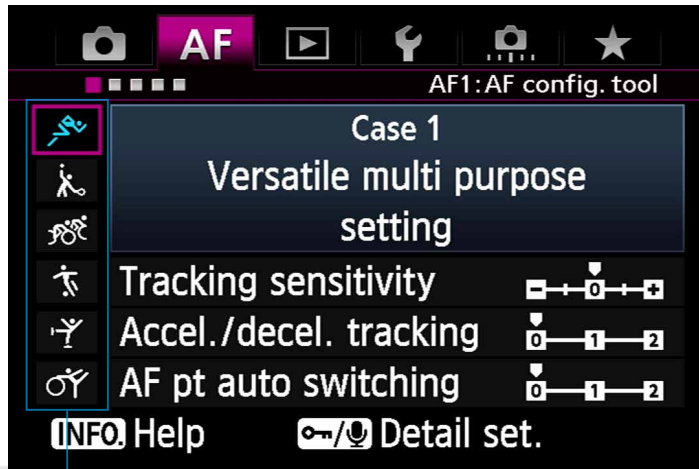 AF
AF1:AF config. tool
Case 1
Versatile multi purpose
setting
Tracking sensitivity - 0 +
Accel./decel. tracking 0 1 2
AF pt auto switching 0 1 2
INFO. Help / Detail set.